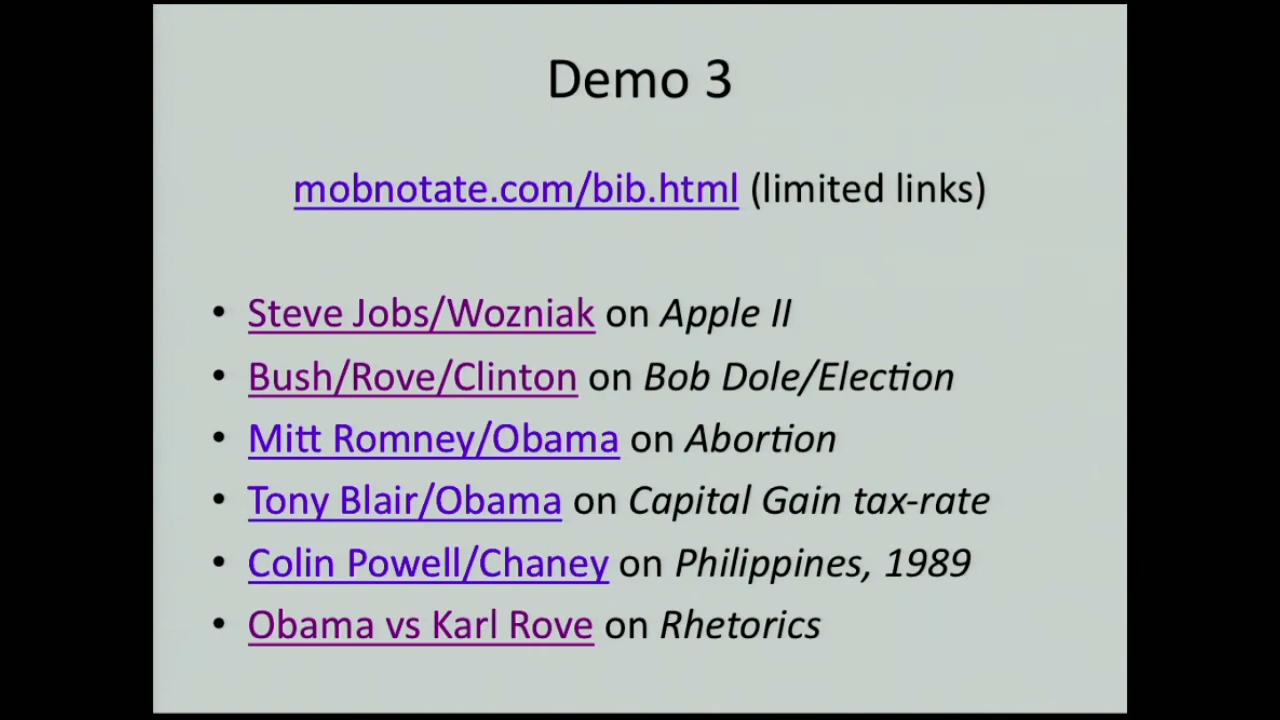 Demo 3
mobnotate.com/bib.html (limited links)
• Steve Jobs/Wozniak on Apple II
• Bush/Rove/Clinton on Bob Dole/Election
• Mitt Romney/Obama on Abortion
• Tony Blair/Obama on Capital Gain tax-rate
• Colin Powell/Chaney on Philippines, 1989
• Obama vs Karl Rove on Rhetorics